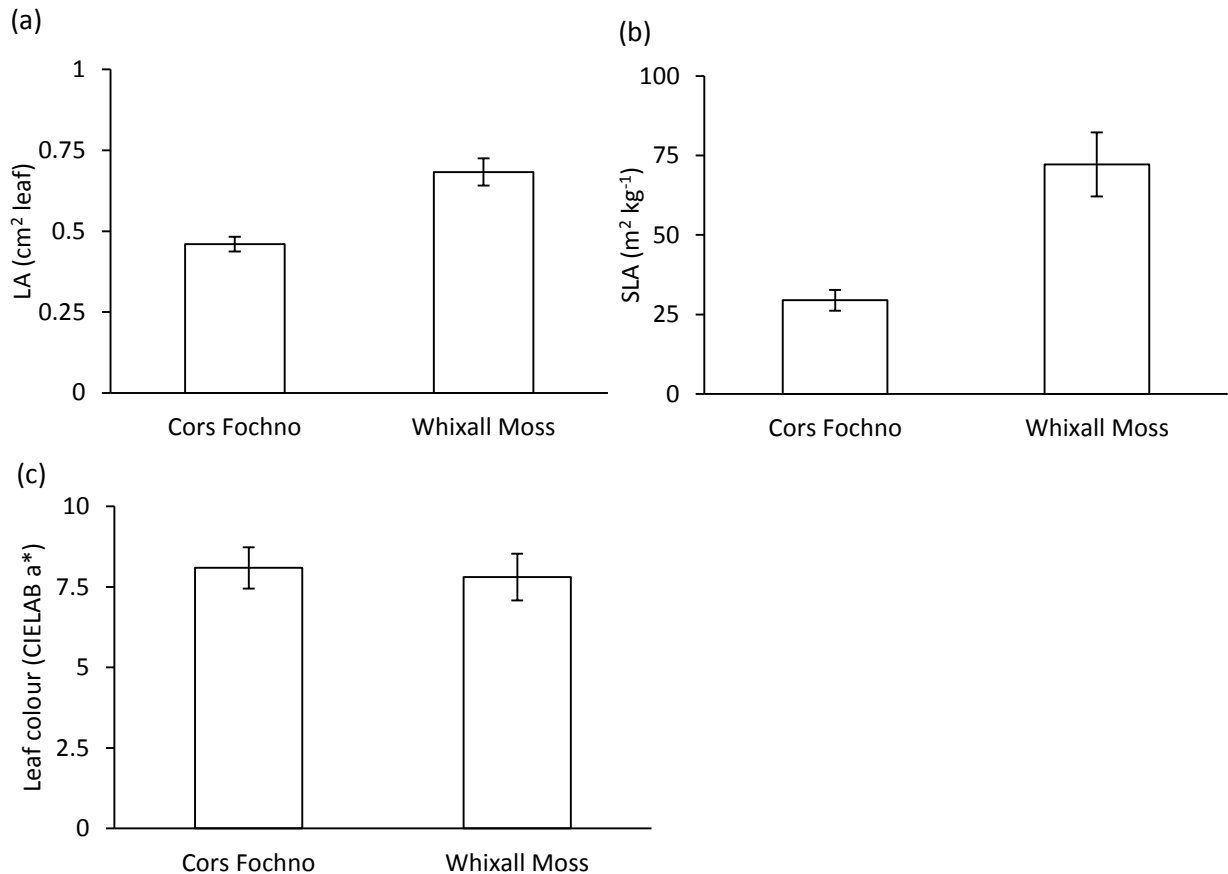 (a)
LA (cm² leaf)
1
0.75
0.5
0.25
0
Cors Fochno Whixall Moss
(b)
SLA (m² kg⁻¹)
100
75
50
25
0
Cors Fochno Whixall Moss
(c)
Leaf colour (CIELAB a*)
10
7.5
5
2.5
0
Cors Fochno Whixall Moss